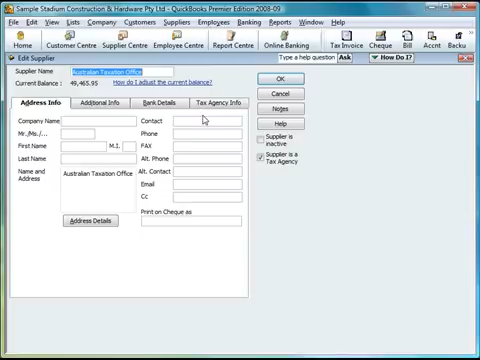 Sample Stadium Construction & Hardware Pty Ltd - QuickBooks Premier Edition 2008-09
File Edit View Lists Company Customers Suppliers Employees Banking Reports Window Help
Type a help question Ask How Do I?
Home Customer Centre Supplier Centre Employee Centre Report Centre Online Banking Tax Invoice Cheque Bill Accnt Backu
Edit Supplier
Supplier Name Australian Taxation Office
Current Balance : 49,465.95 How do I adjust the current balance?
Address Info Additional Info Bank Details Tax Agency Info
Company Name Contact
Mr./Ms./... Phone
First Name M.I. FAX
Last Name Alt. Phone
Name and Address Australian Taxation Office Alt. Contact
Email
Cc
Print on Cheque as
Address Details
OK
Cancel
Notes
Help
Supplier is inactive
Supplier is a Tax Agency